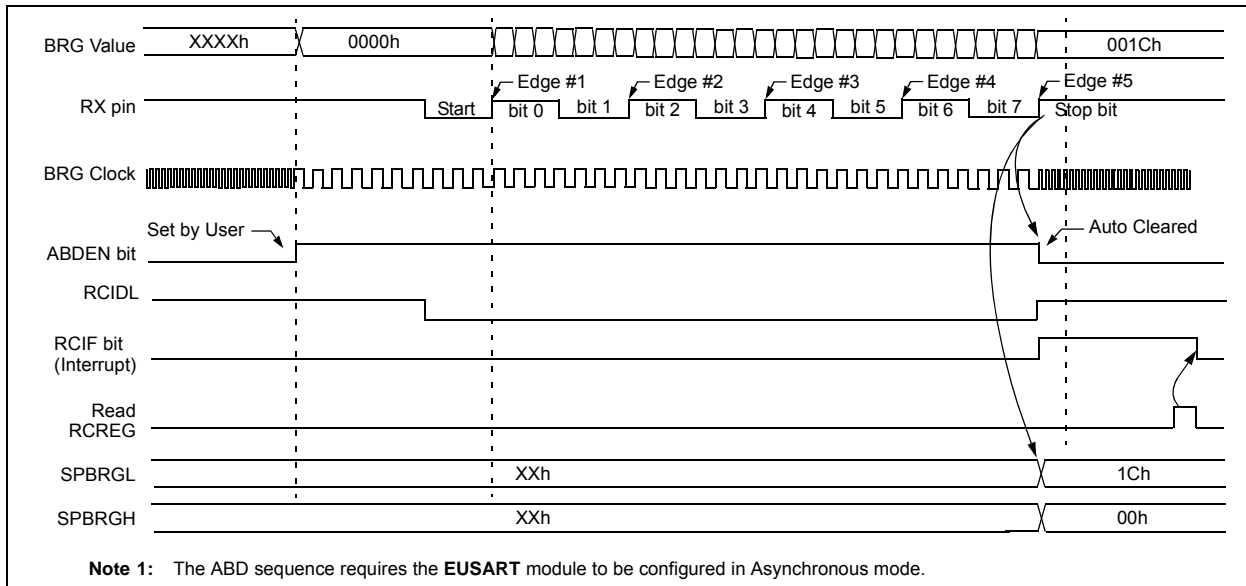 BRG Value XXXXh 0000h 001Ch
Edge #1 Edge #2 Edge #3 Edge #4 Edge #5
RX pin Start bit 0 bit 1 bit 2 bit 3 bit 4 bit 5 bit 6 bit 7 Stop bit
BRG Clock
Set by User Auto Cleared
ABDEN bit
RCIDL
RCIF bit
(Interrupt)
Read
RCREG
SPBRGL XXh 1Ch
SPBRGH XXh 00h
Note 1: The ABD sequence requires the EUSART module to be configured in Asynchronous mode.